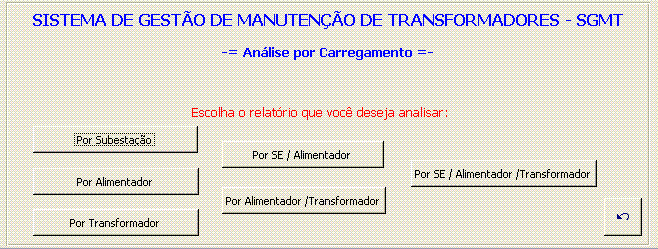 SISTEMA DE GESTÃO DE MANUTENÇÃO DE TRANSFORMADORES - SGMT
-= Análise por Carregamento =-
Escolha o relatório que você deseja analisar:
Por Subestação
Por Alimentador
Por Transformador
Por SE / Alimentador
Por Alimentador /Transformador
Por SE / Alimentador /Transformador